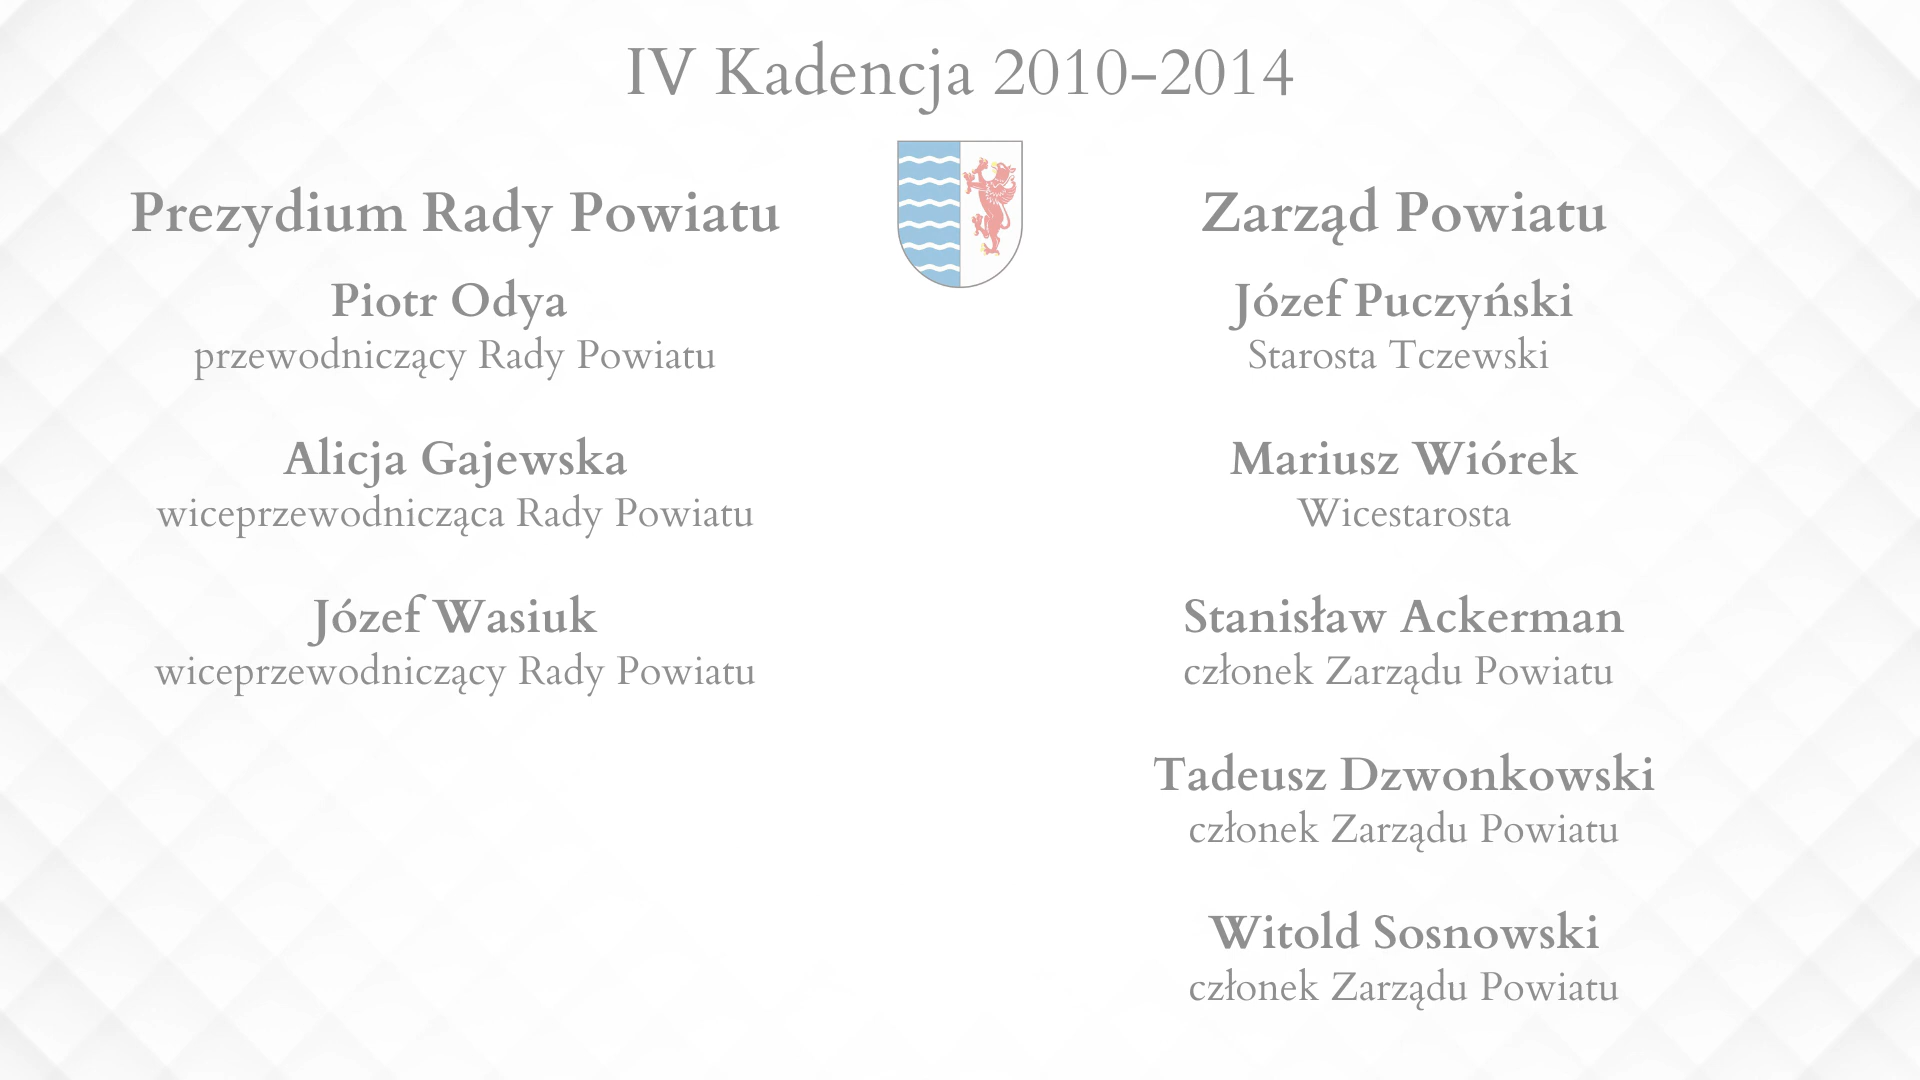 IV Kadencja 2010-2014
Prezydium Rady Powiatu
Piotr Odya
przewodniczący Rady Powiatu
Alicja Gajewska
wiceprzewodnicząca Rady Powiatu
Józef Wasiuk
wiceprzewodniczący Rady Powiatu
Zarząd Powiatu
Józef Puczyński
Starosta Tczewski
Mariusz Wiórek
Wicestarosta
Stanisław Ackerman
członek Zarządu Powiatu
Tadeusz Dzwonkowski
członek Zarządu Powiatu
Witold Sosnowski
członek Zarządu Powiatu